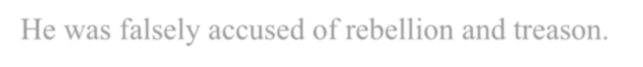 He was falsely accused of rebellion and treason.